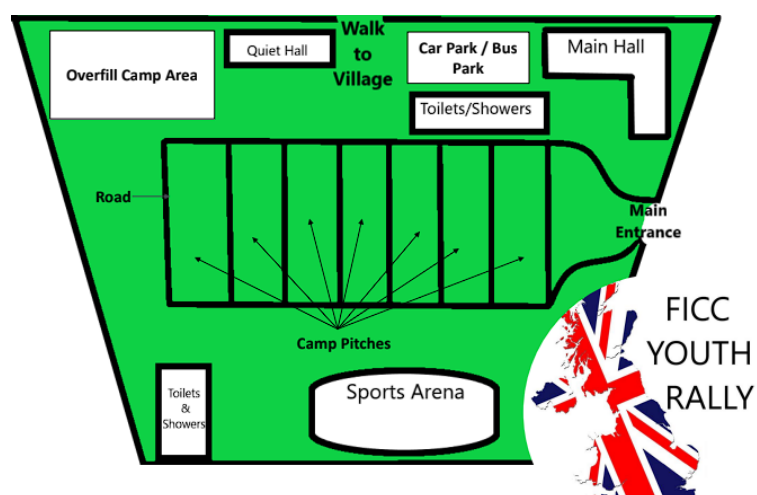 Walk
to
Village
Quiet Hall
Overfill Camp Area
Car Park / Bus
Park
Main Hall
Toilets/Showers
Road
Main
Entrance
Camp Pitches
Toilets
&
Showers
Sports Arena
FICC
YOUTH
RALLY